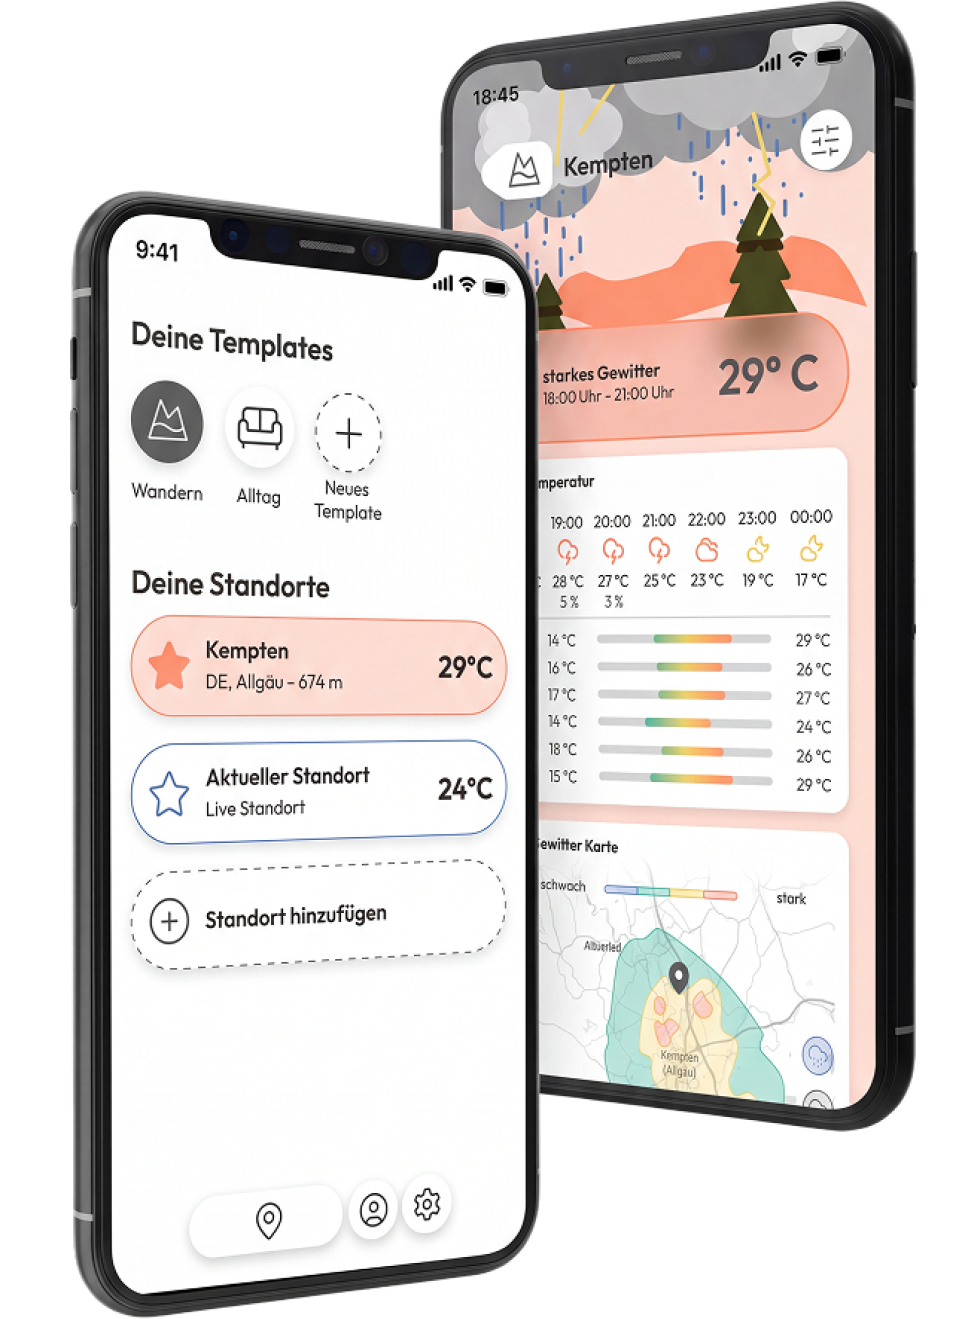 9:41
Deine Templates
Wandern
Alltag
Neues
Template
Deine Standorte
Kempten
DE, Allgäu - 674 m
29°C
Aktueller Standort
Live Standort
24°C
Standort hinzufügen
18:45
Kempten
starkes Gewitter
18:00 Uhr - 21:00 Uhr
29° C
mperatur
19:00 20:00 21:00 22:00 23:00 00:00
28 °C 27 °C 25 °C 23 °C 19 °C 17 °C
5 % 3 %
14 °C 29 °C
16 °C 26 °C
17 °C 27 °C
14 °C 24 °C
18 °C 26 °C
15 °C 29 °C
ewitter Karte
schwach stark
Kempten
(Allgäu)